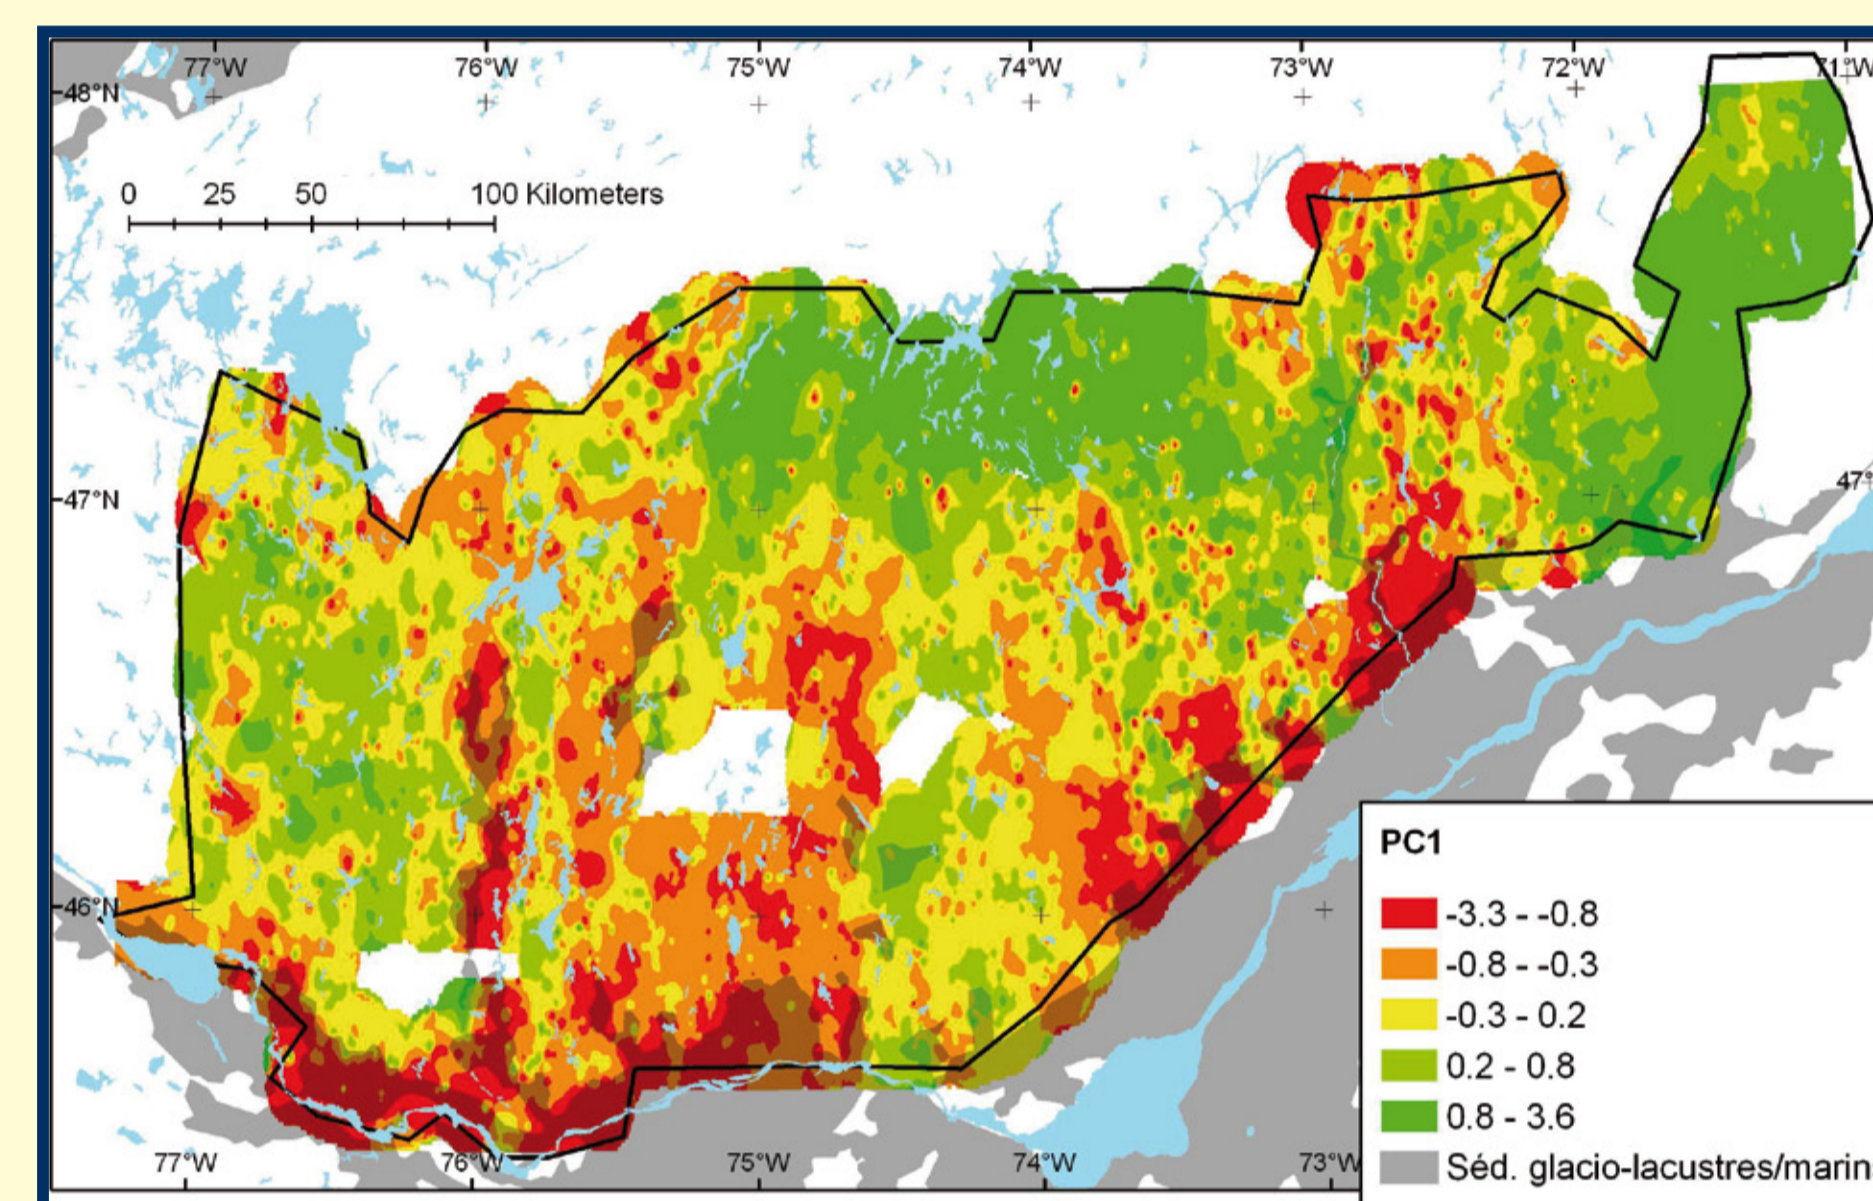 77°W 76°W 75°W 74°W 73°W 72°W 71°W
48°N
0 25 50 100 Kilometers
47°N 47°
46°N
PC1
-3.3 - -0.8
-0.8 - -0.3
-0.3 - 0.2
0.2 - 0.8
0.8 - 3.6
Séd. glacio-lacustres/marin
77°W 76°W 75°W 74°W 73°W